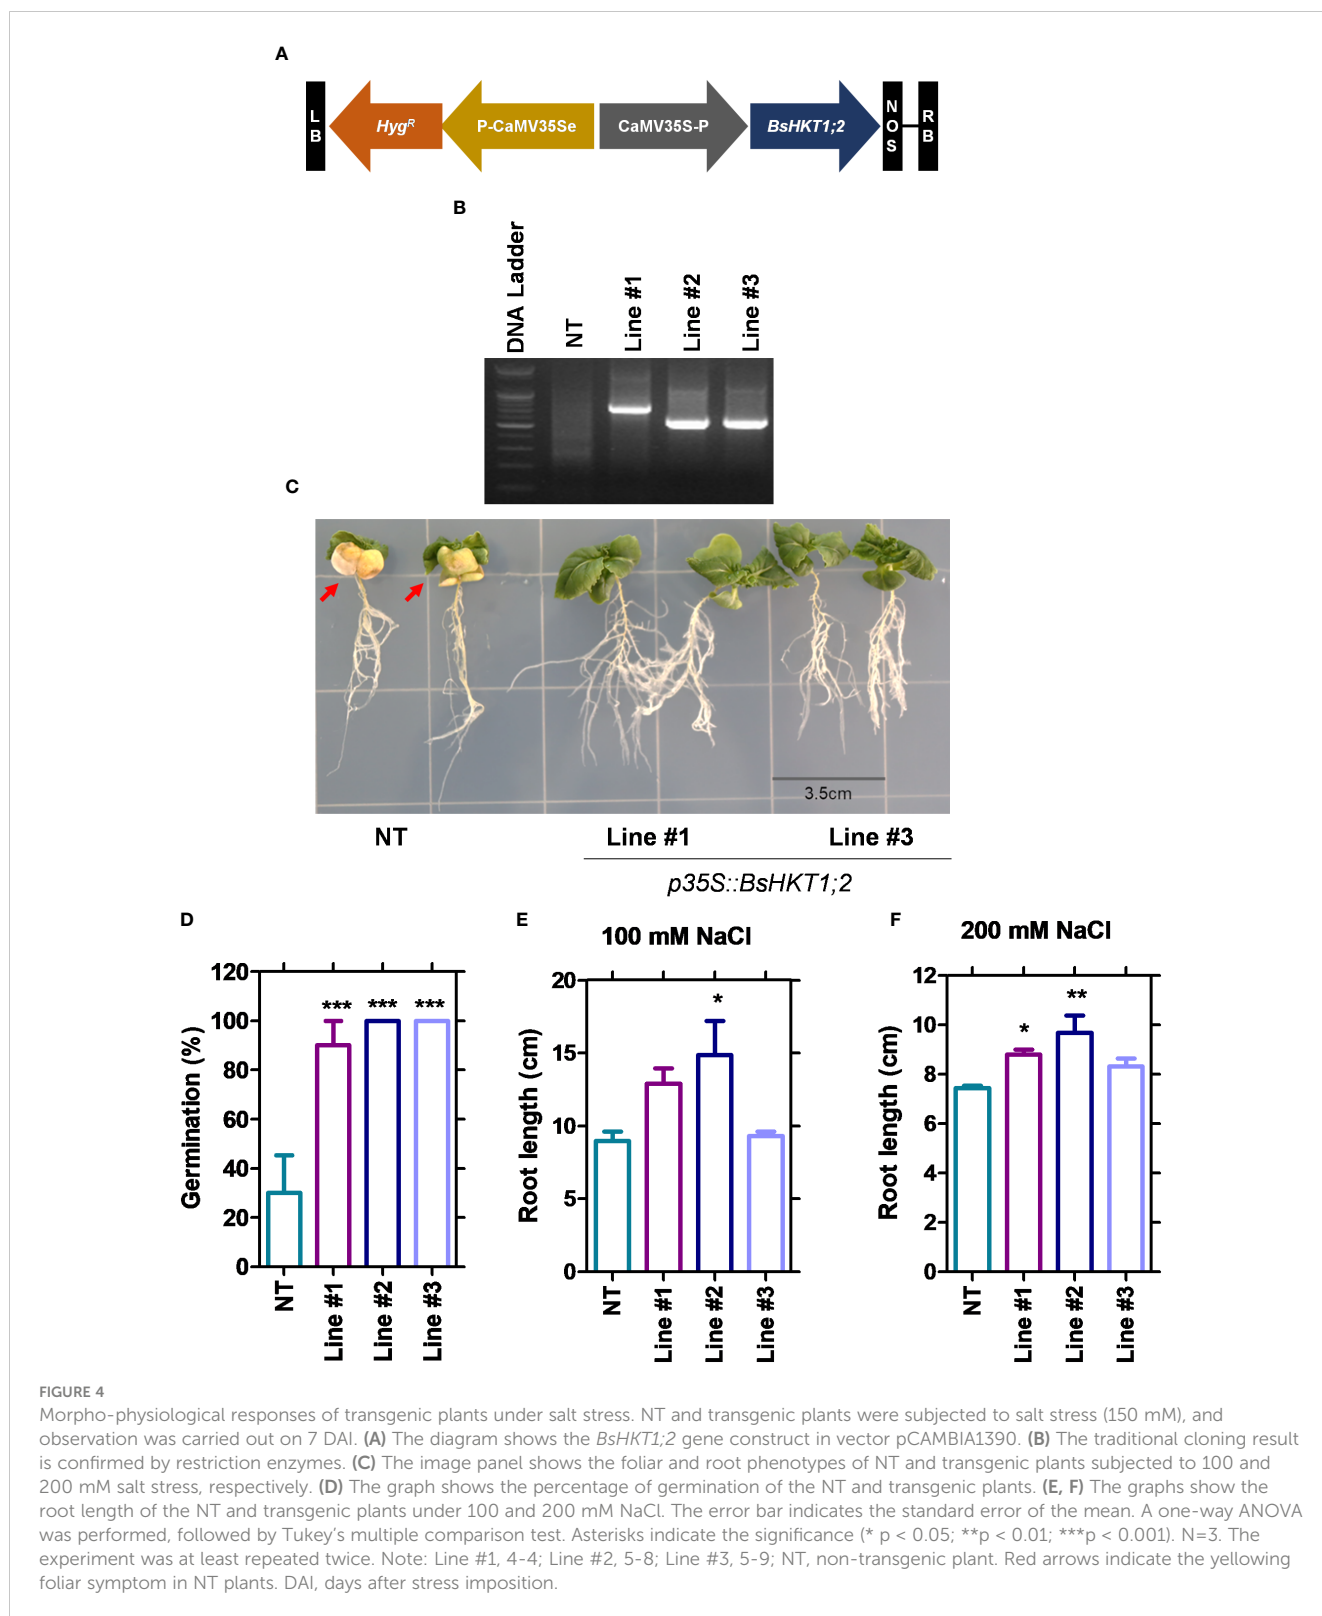 A
L
B
HygR
P-CaMV35Se
CaMV35S-P
BsHKT1;2
N
O
S
R
B
B
DNA Ladder
NT
Line #1
Line #2
Line #3
C
3.5cm
NT
Line #1
Line #3
p35S::BsHKT1;2
D
Germination (%)
120
100
80
60
40
20
0
***
***
***
NT
Line #1
Line #2
Line #3
E
100 mM NaCl
Root length (cm)
20
15
10
5
0
*
NT
Line #1
Line #2
Line #3
F
200 mM NaCl
Root length (cm)
12
10
8
6
4
2
0
*
**
NT
Line #1
Line #2
Line #3
FIGURE 4
Morpho-physiological responses of transgenic plants under salt stress. NT and transgenic plants were subjected to salt stress (150 mM), and
observation was carried out on 7 DAI. (A) The diagram shows the BsHKT1;2 gene construct in vector pCAMBIA1390. (B) The traditional cloning result
is confirmed by restriction enzymes. (C) The image panel shows the foliar and root phenotypes of NT and transgenic plants subjected to 100 and
200 mM salt stress, respectively. (D) The graph shows the percentage of germination of the NT and transgenic plants. (E, F) The graphs show the
root length of the NT and transgenic plants under 100 and 200 mM NaCl. The error bar indicates the standard error of the mean. A one-way ANOVA
was performed, followed by Tukey's multiple comparison test. Asterisks indicate the significance (* p < 0.05; **p < 0.01; ***p < 0.001). N=3. The
experiment was at least repeated twice. Note: Line #1, 4-4; Line #2, 5-8; Line #3, 5-9; NT, non-transgenic plant. Red arrows indicate the yellowing
foliar symptom in NT plants. DAI, days after stress imposition.